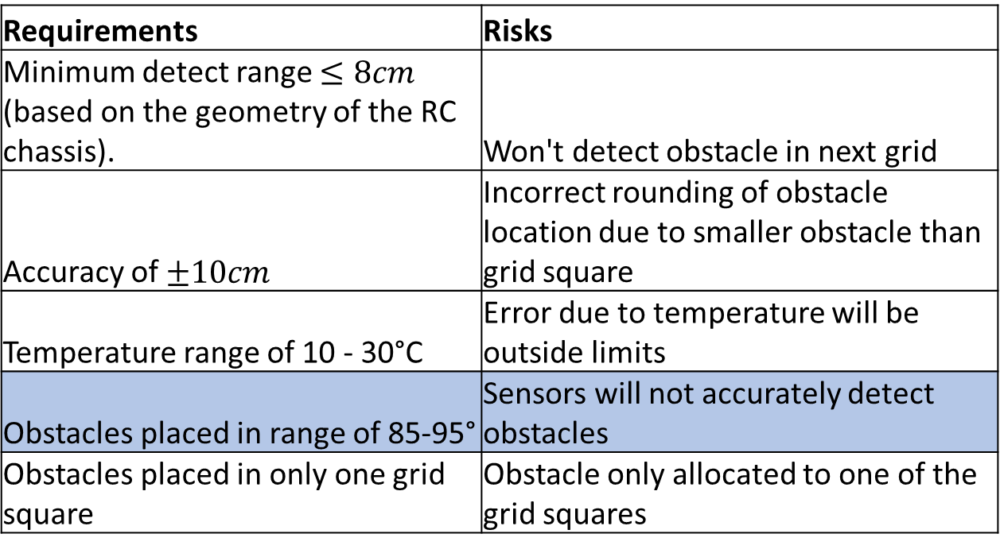 Requirements
Risks
Minimum detect range ≤ 8cm
(based on the geometry of the RC
chassis).
Won't detect obstacle in next grid
Accuracy of ±10cm
Incorrect rounding of obstacle
location due to smaller obstacle than
grid square
Temperature range of 10 - 30°C
Error due to temperature will be
outside limits
Obstacles placed in range of 85-95°
Sensors will not accurately detect
obstacles
Obstacles placed in only one grid
square
Obstacle only allocated to one of the
grid squares